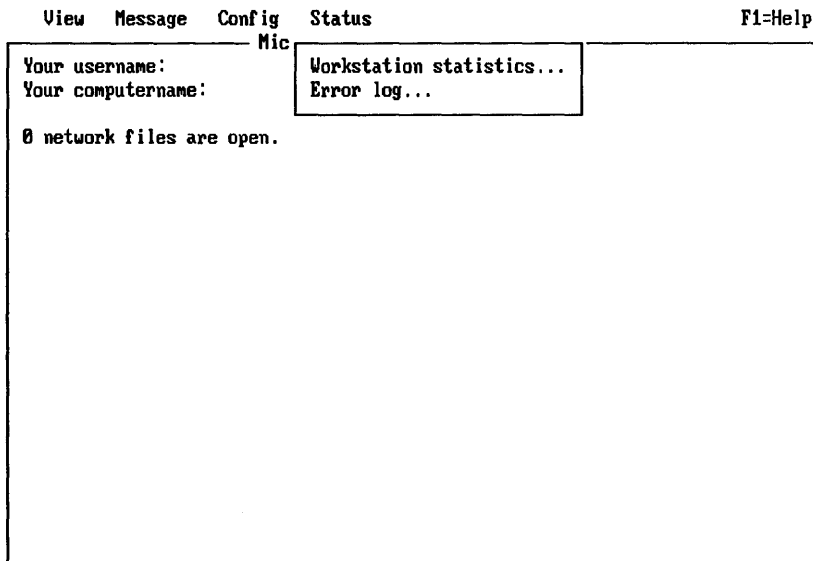 View Message Config Status F1=Help
Mic
Your username: Workstation statistics...
Your computername: Error log...
0 network files are open.